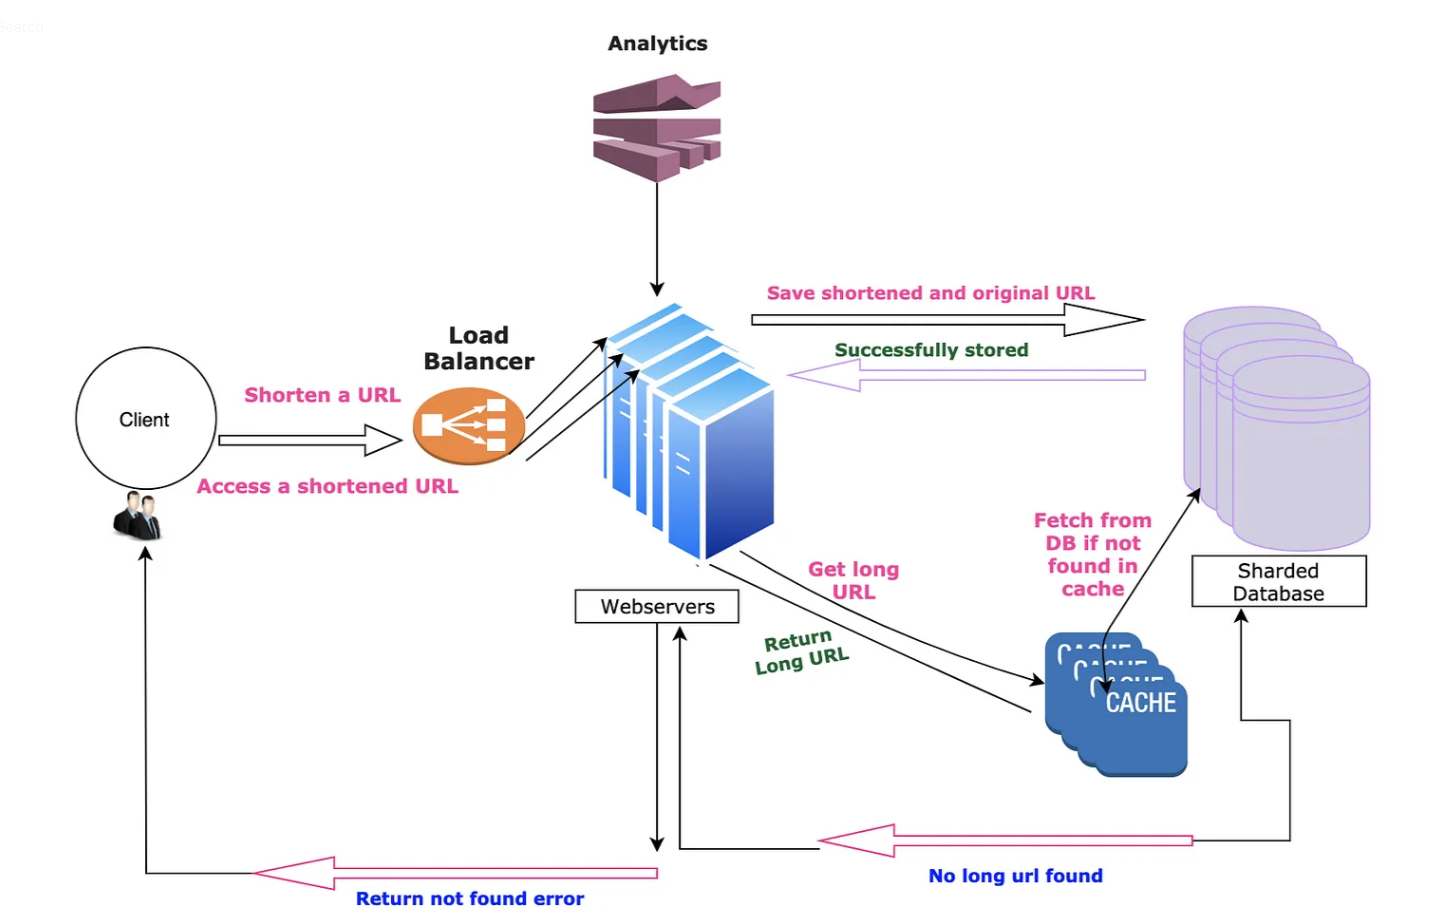 Search
Analytics
Save shortened and original URL
Load
Balancer
Successfully stored
Shorten a URL
Client
Access a shortened URL
Fetch from
DB if not
found in
cache
Get long
URL
Sharded
Database
Webservers
Return
Long URL
CACHE
CACHE
CACHE
CACHE
No long url found
Return not found error